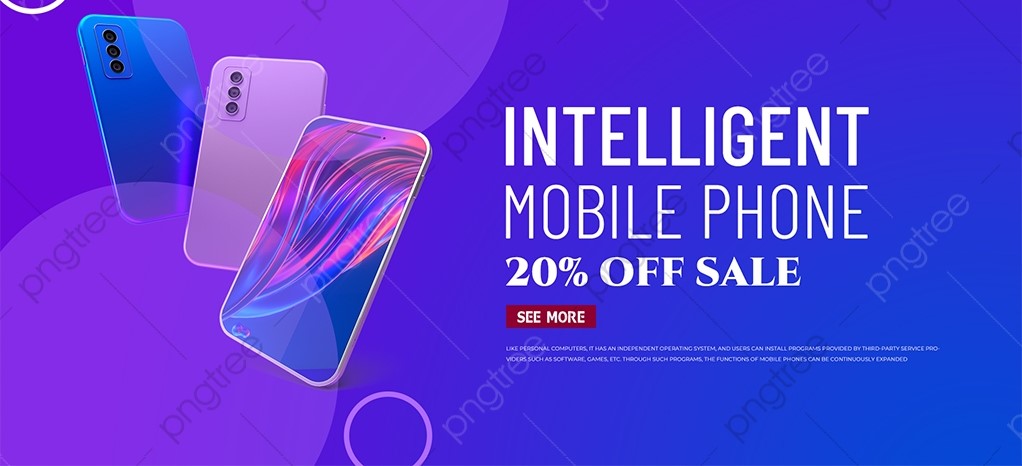 INTELLIGENT
MOBILE PHONE
20% OFF SALE
SEE MORE
LIKE PERSONAL COMPUTERS, IT HAS AN INDEPENDENT OPERATING SYSTEM, AND USERS CAN INSTALL PROGRAMS PROVIDED BY THIRD-PARTY SERVICE PRO-
VIDERS SUCH AS SOFTWARE, GAMES, ETC. THROUGH SUCH PROGRAMS, THE FUNCTIONS OF MOBILE PHONES CAN BE CONTINUOUSLY EXPANDED
pngtree